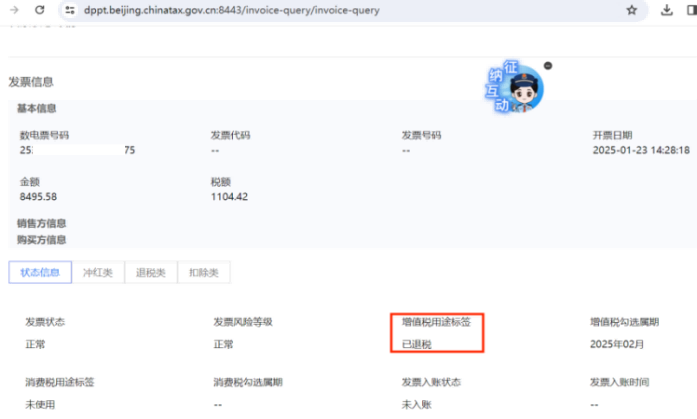 dppt.beijing.chinatax.gov.cn:8443/invoice-query/invoice-query
征
纳
互
动
发票信息
基本信息
数电票号码 发票代码 发票号码 开票日期
25 75 -- -- 2025-01-23 14:28:18
金额 税额
8495.58 1104.42
销售方信息
购买方信息
状态信息 冲红类 退税类 扣除类
发票状态 发票风险等级 增值税用途标签 增值税勾选属期
正常 正常 已退税 2025年02月
消费税用途标签 消费税勾选属期 发票入账状态 发票入账时间
未使用 -- 未入账 --